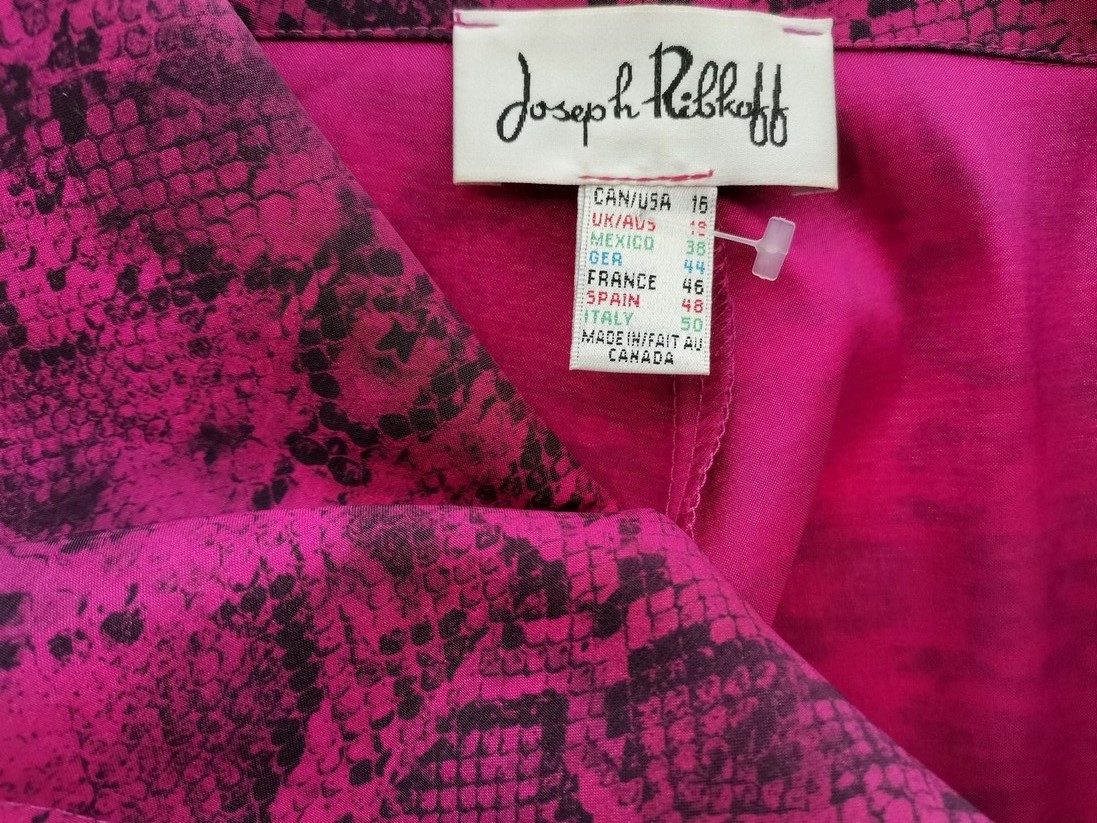 Joseph Ribkoff
CAN/USA 16
UK/AUS 18
MEXICO 38
GER 44
FRANCE 46
SPAIN 48
ITALY 50
MADE IN/FAIT AU
CANADA